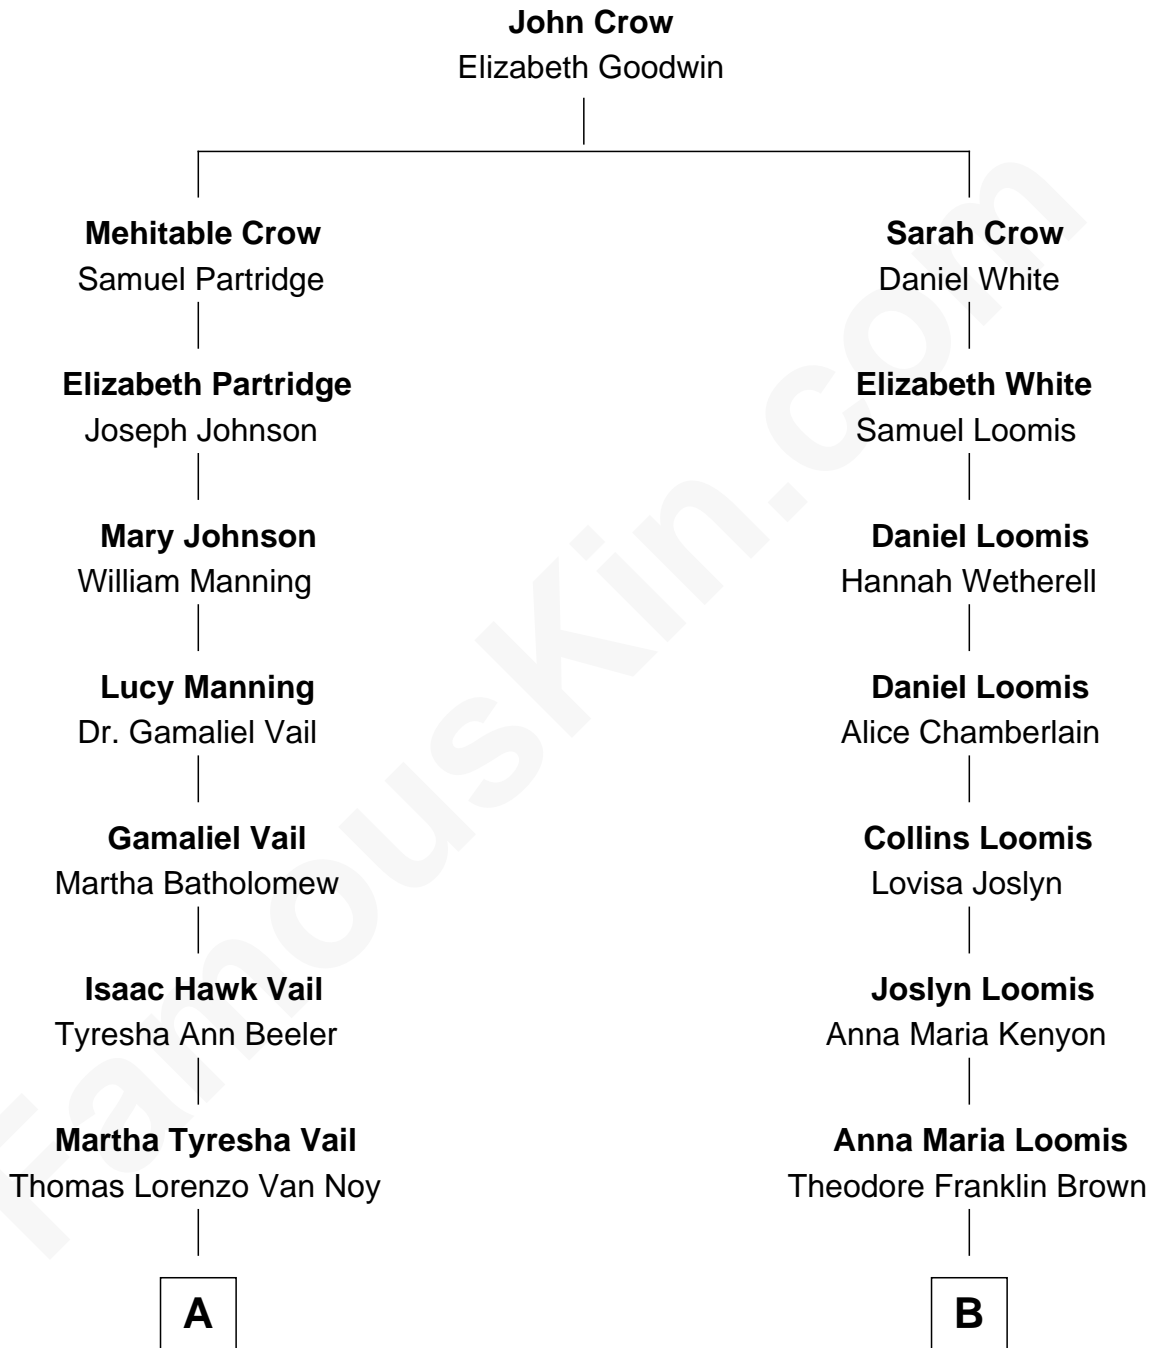 John Crow
Elizabeth Goodwin
Mehitable Crow
Samuel Partridge
Sarah Crow
Daniel White
Elizabeth Partridge
Joseph Johnson
Elizabeth White
Samuel Loomis
Mary Johnson
William Manning
Daniel Loomis
Hannah Wetherell
Lucy Manning
Dr. Gamaliel Vail
Daniel Loomis
Alice Chamberlain
Gamaliel Vail
Martha Batholomew
Collins Loomis
Lovisa Joslyn
Isaac Hawk Vail
Tyresha Ann Beeler
Joslyn Loomis
Anna Maria Kenyon
Martha Tyresha Vail
Thomas Lorenzo Van Noy
Anna Maria Loomis
Theodore Franklin Brown
A
B
FamousKin.com